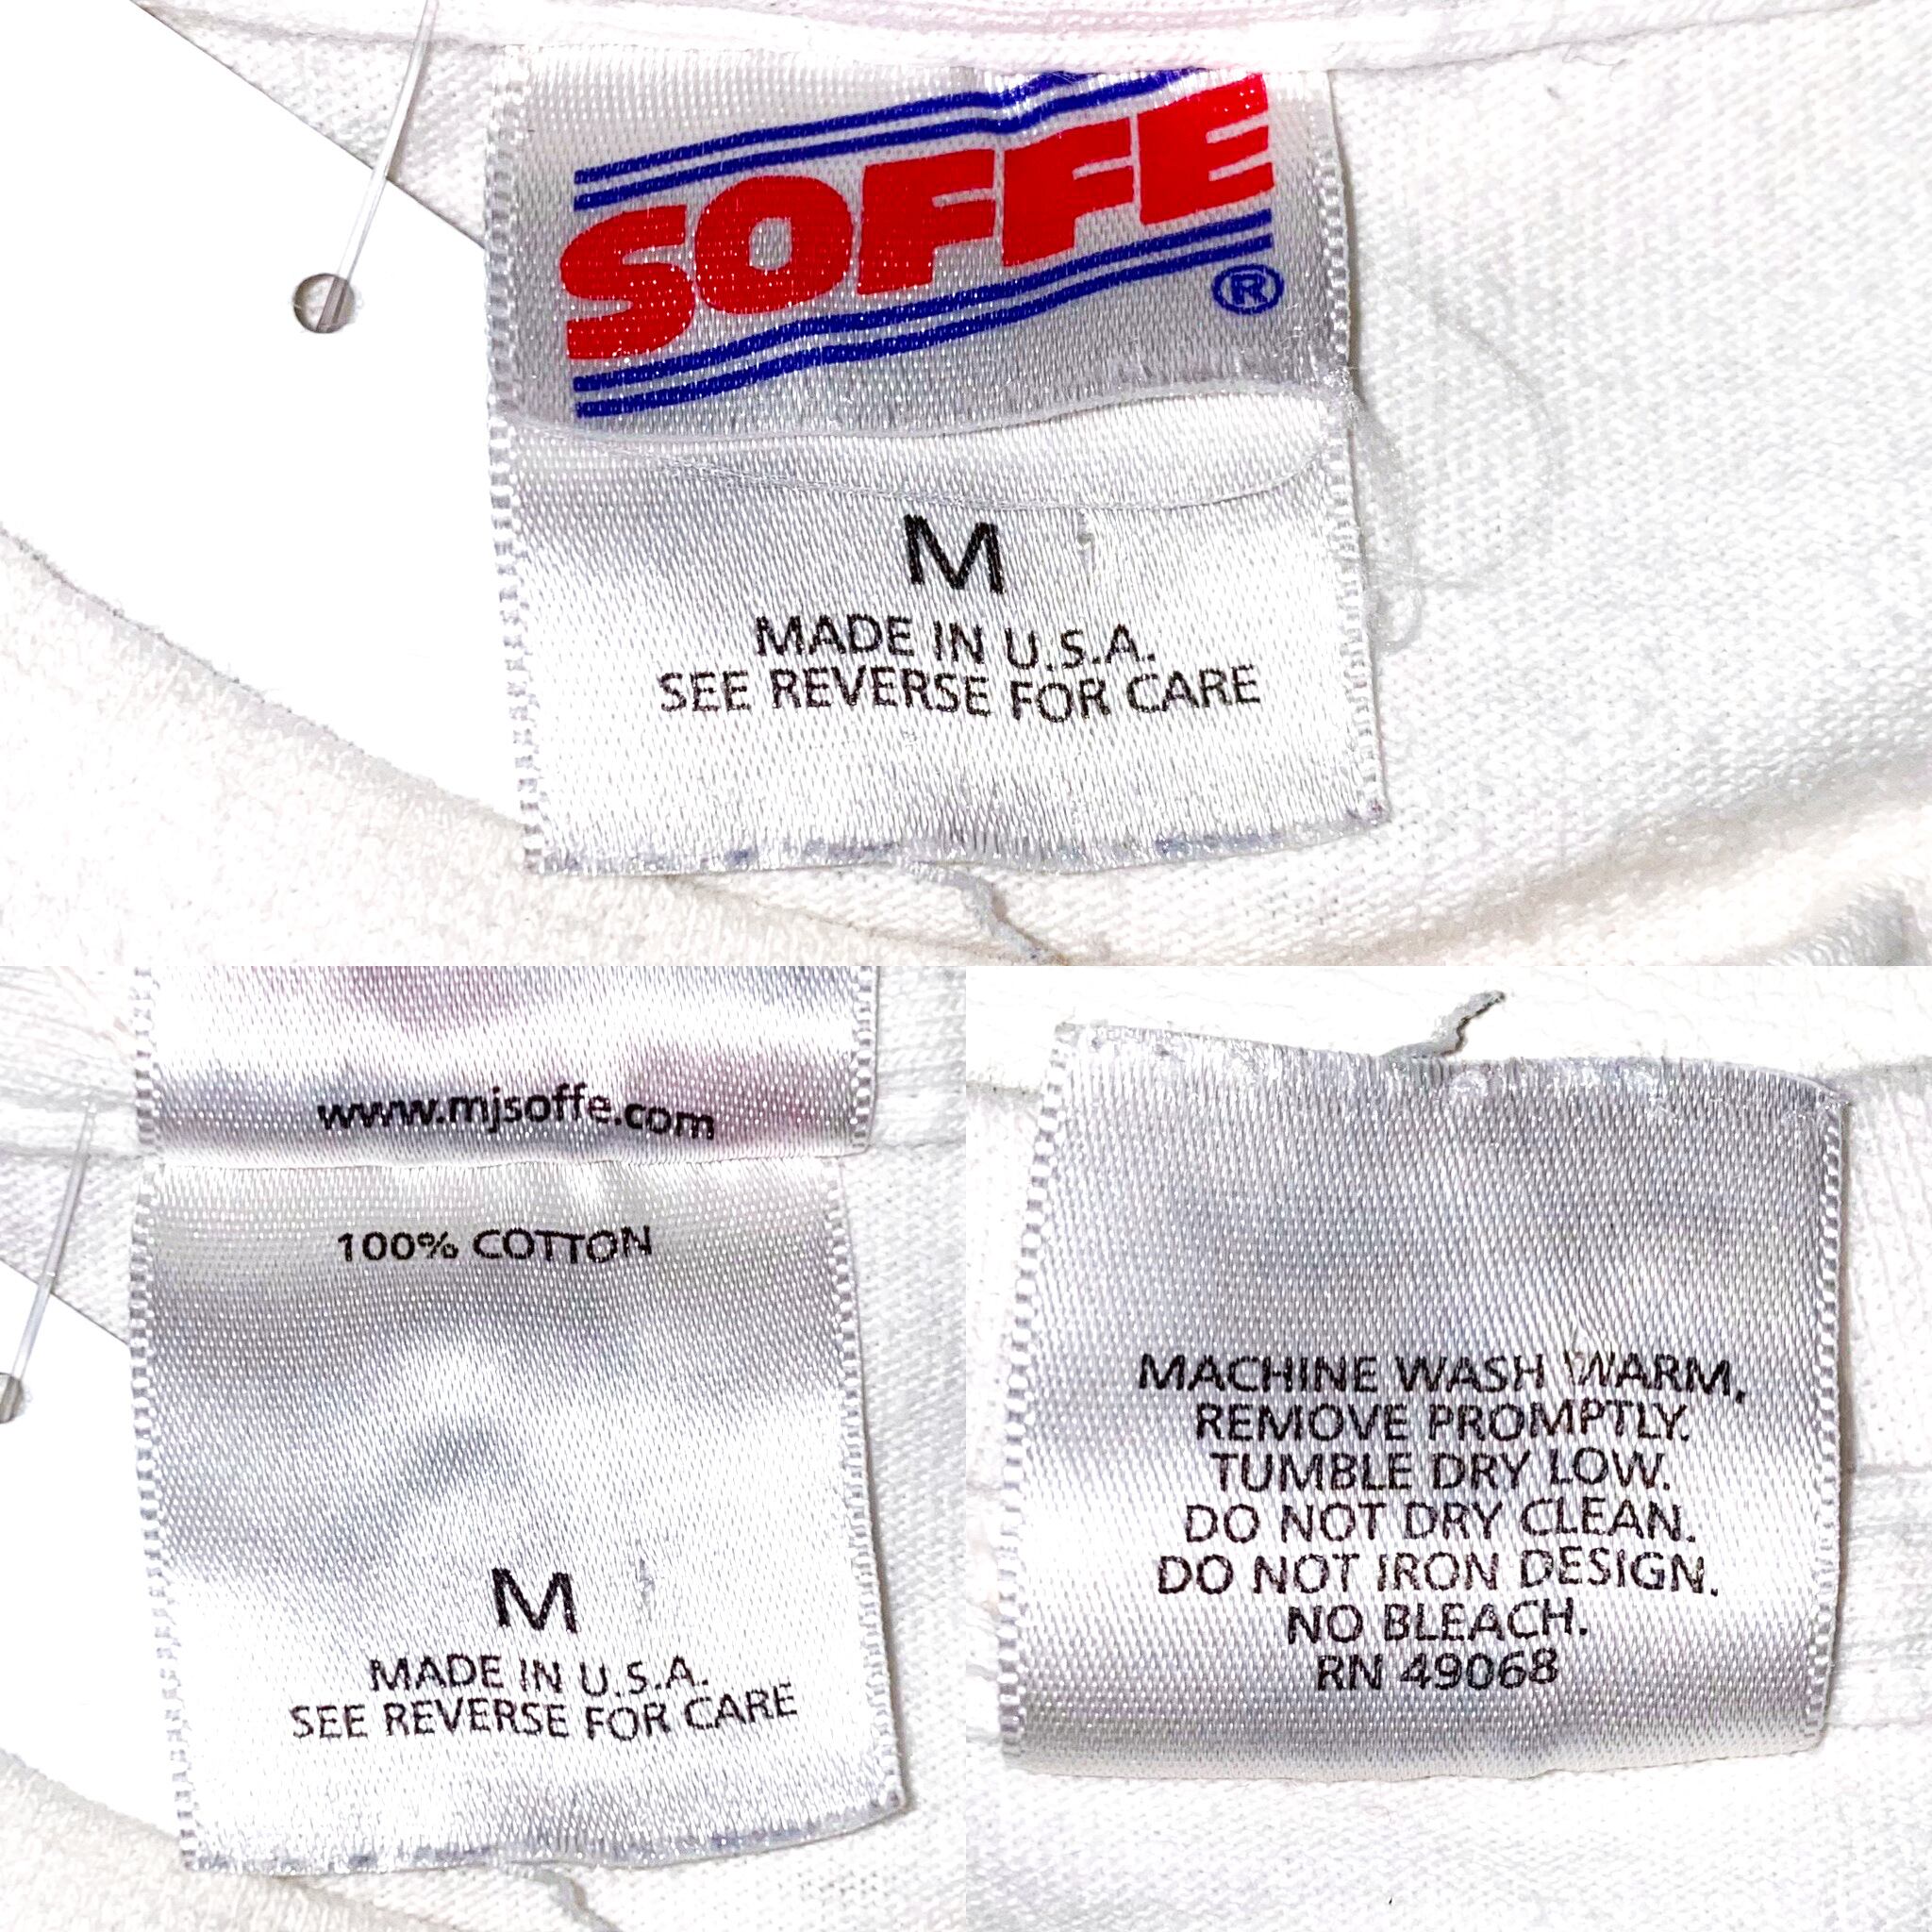 SOFFE
®
M
MADE IN U.S.A.
SEE REVERSE FOR CARE
www.mjsoffe.com
100% COTTON
M
MADE IN U.S.A.
SEE REVERSE FOR CARE
MACHINE WASH WARM,
REMOVE PROMPTLY.
TUMBLE DRY LOW.
DO NOT DRY CLEAN.
DO NOT IRON DESIGN.
NO BLEACH.
RN 49068